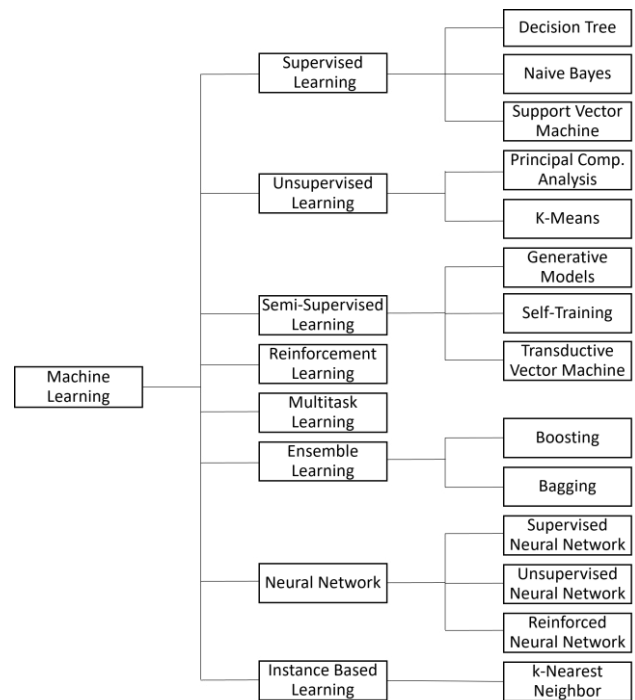 Decision Tree
Supervised
Learning
Naive Bayes
Support Vector
Machine
Principal Comp.
Analysis
Unsupervised
Learning
K-Means
Generative
Models
Semi-Supervised
Learning
Self-Training
Transductive
Vector Machine
Reinforcement
Learning
Machine
Learning
Multitask
Learning
Ensemble
Learning
Boosting
Bagging
Supervised
Neural Network
Neural Network
Unsupervised
Neural Network
Reinforced
Neural Network
Instance Based
Learning
k-Nearest
Neighbor